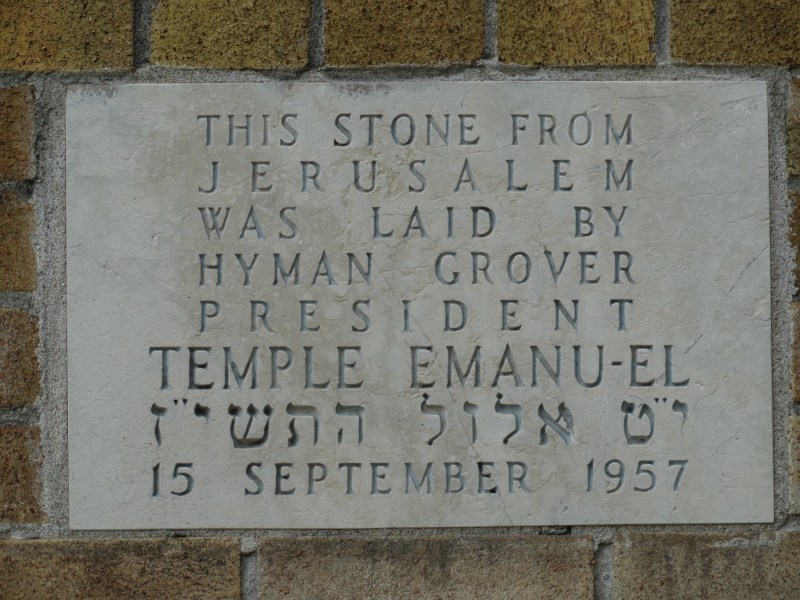 THIS STONE FROM
JERUSALEM
WAS LAID BY
HYMAN GROVER
PRESIDENT
TEMPLE EMANU-EL
י"ט אלול התשי"ז
15 SEPTEMBER 1957